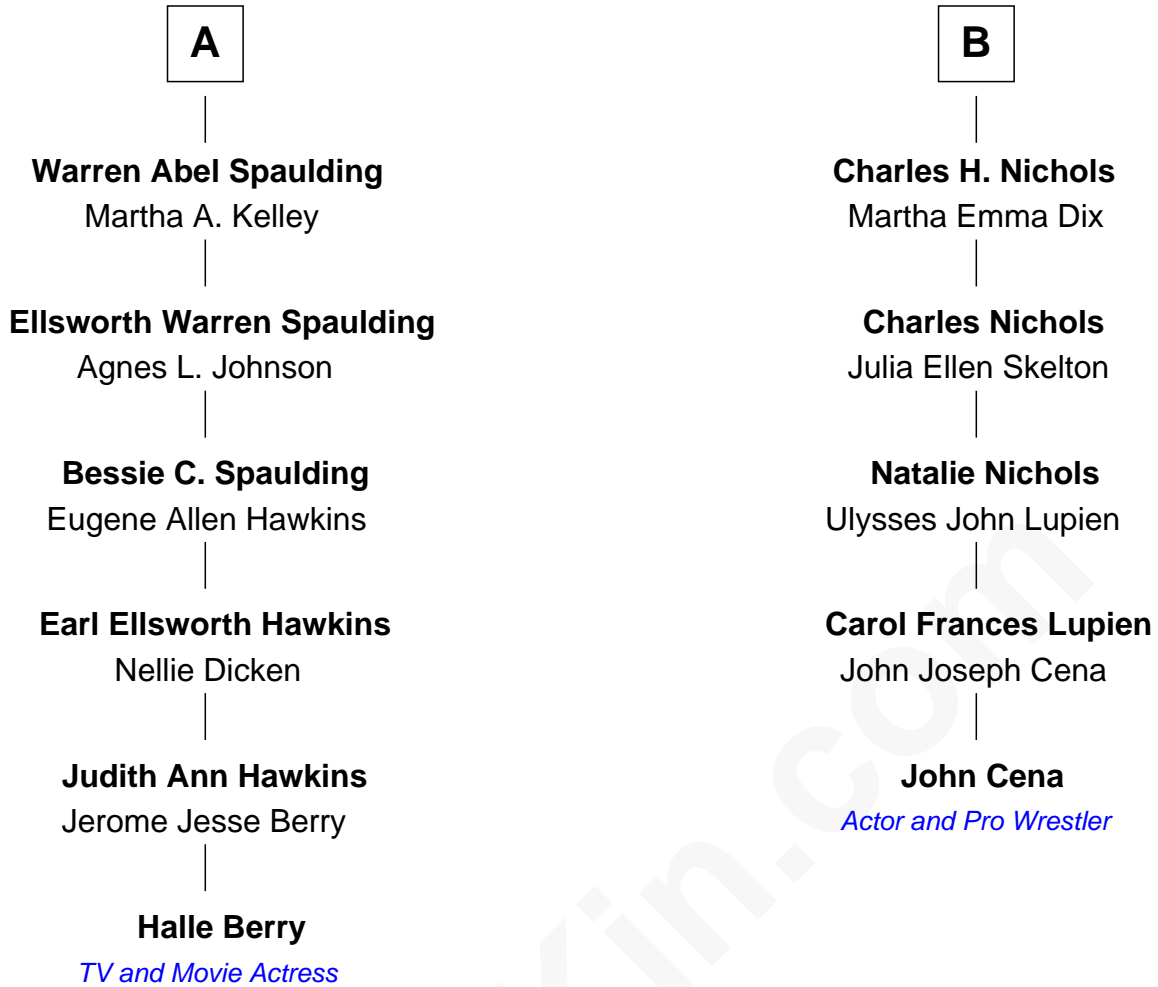 A
Warren Abel Spaulding
Martha A. Kelley
Ellsworth Warren Spaulding
Agnes L. Johnson
Bessie C. Spaulding
Eugene Allen Hawkins
Earl Ellsworth Hawkins
Nellie Dicken
Judith Ann Hawkins
Jerome Jesse Berry
Halle Berry
TV and Movie Actress
B
Charles H. Nichols
Martha Emma Dix
Charles Nichols
Julia Ellen Skelton
Natalie Nichols
Ulysses John Lupien
Carol Frances Lupien
John Joseph Cena
John Cena
Actor and Pro Wrestler